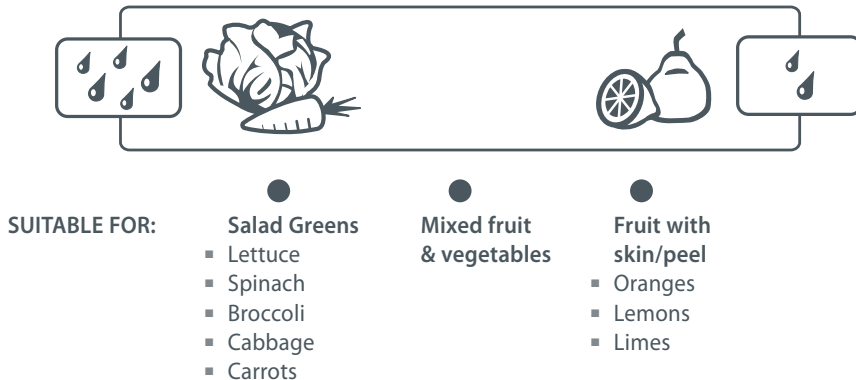 SUITABLE FOR:
Salad Greens
▪ Lettuce
▪ Spinach
▪ Broccoli
▪ Cabbage
▪ Carrots
Mixed fruit
& vegetables
Fruit with
skin/peel
▪ Oranges
▪ Lemons
▪ Limes